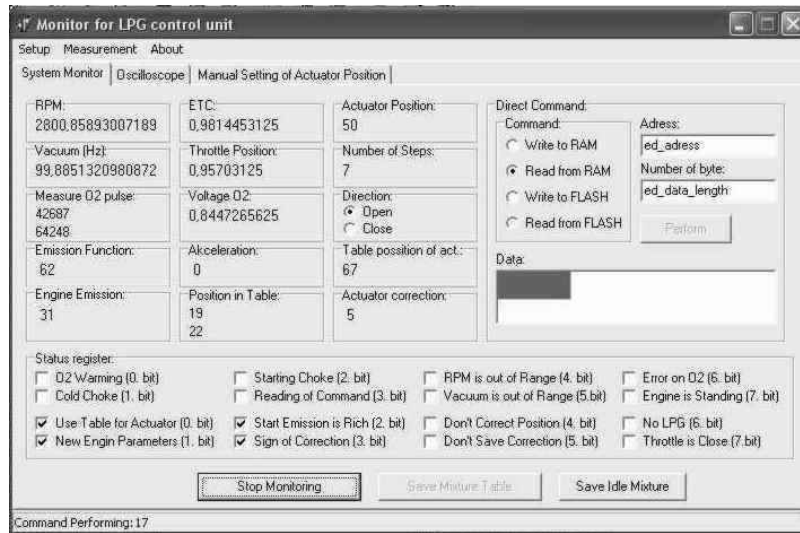 Monitor for LPG control unit
Setup Measurement About
System Monitor Oscilloscope Manual Setting of Actuator Position
RPM: ETC: Actuator Position: Direct Command:
2800,85893007189 0,9814453125 50 Command: Adress:
Write to RAM ed_adress
Vacuum (Hz): Throttle Position: Number of Steps: Read from RAM Number of byte:
99,8851320980872 0,95703125 7 Write to FLASH ed_data_length
Measure O2 pulse: Voltage O2: Direction: Read from FLASH Perform
42687 0,8447265625 Open
64248 Close
Emission Function: Akceleration: Table possition of act.: Data:
62 0 67
Engine Emission: Position in Table: Actuator correction:
31 19 5
22
Status register:
O2 Warming (0. bit) Starting Choke (2. bit) RPM is out of Range (4. bit) Error on O2 (6. bit)
Cold Choke (1. bit) Reading of Command (3. bit) Vacuum is out of Range (5.bit) Engine is Standing (7. bit)
Use Table for Actuator (0. bit) Start Emission is Rich (2. bit) Don't Correct Position (4. bit) No LPG (6. bit)
New Engin Parameters (1. bit) Sign of Correction (3. bit) Don't Save Correction (5. bit) Throttle is Close (7.bit)
Stop Monitoring Save Mixture Table Save Idle Mixture
Command Performing: 17